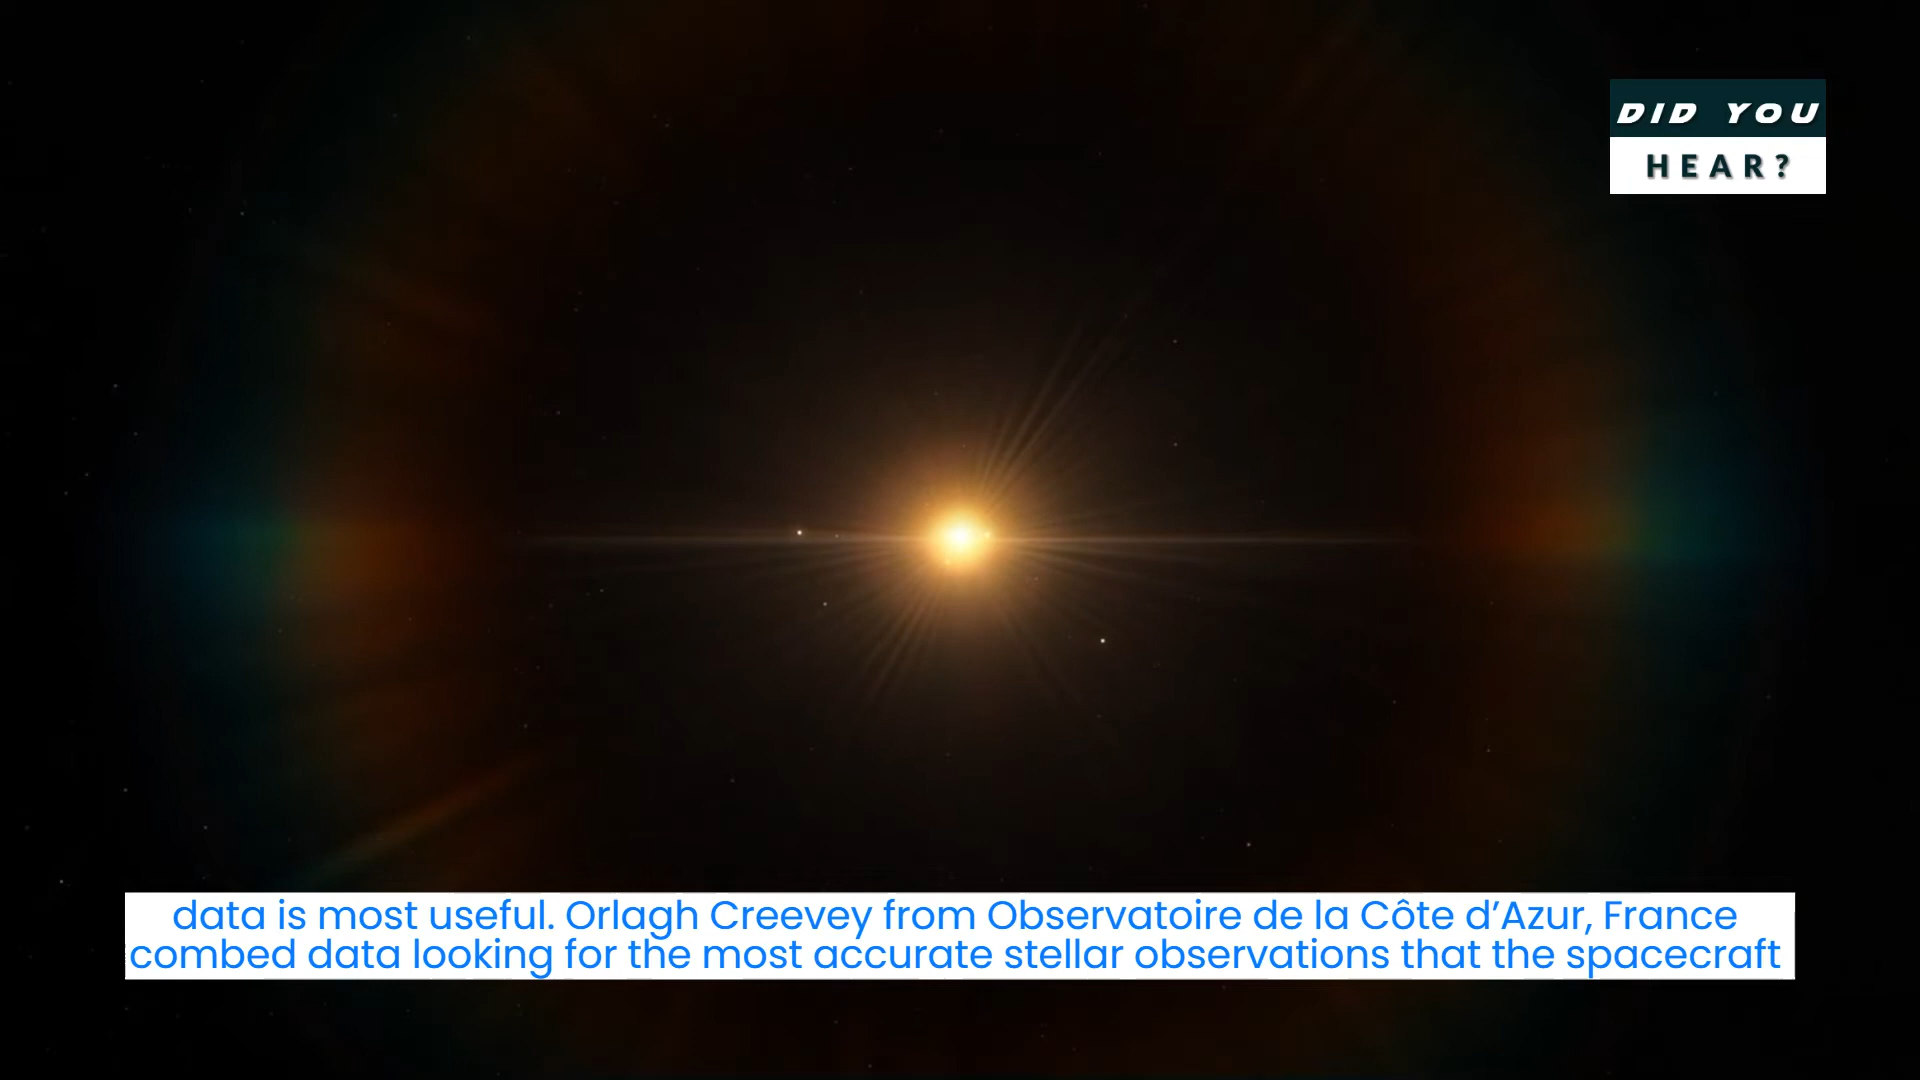 DID YOU
HEAR?
data is most useful. Orlagh Creevey from Observatoire de la Côte d’Azur, France
combed data looking for the most accurate stellar observations that the spacecraft